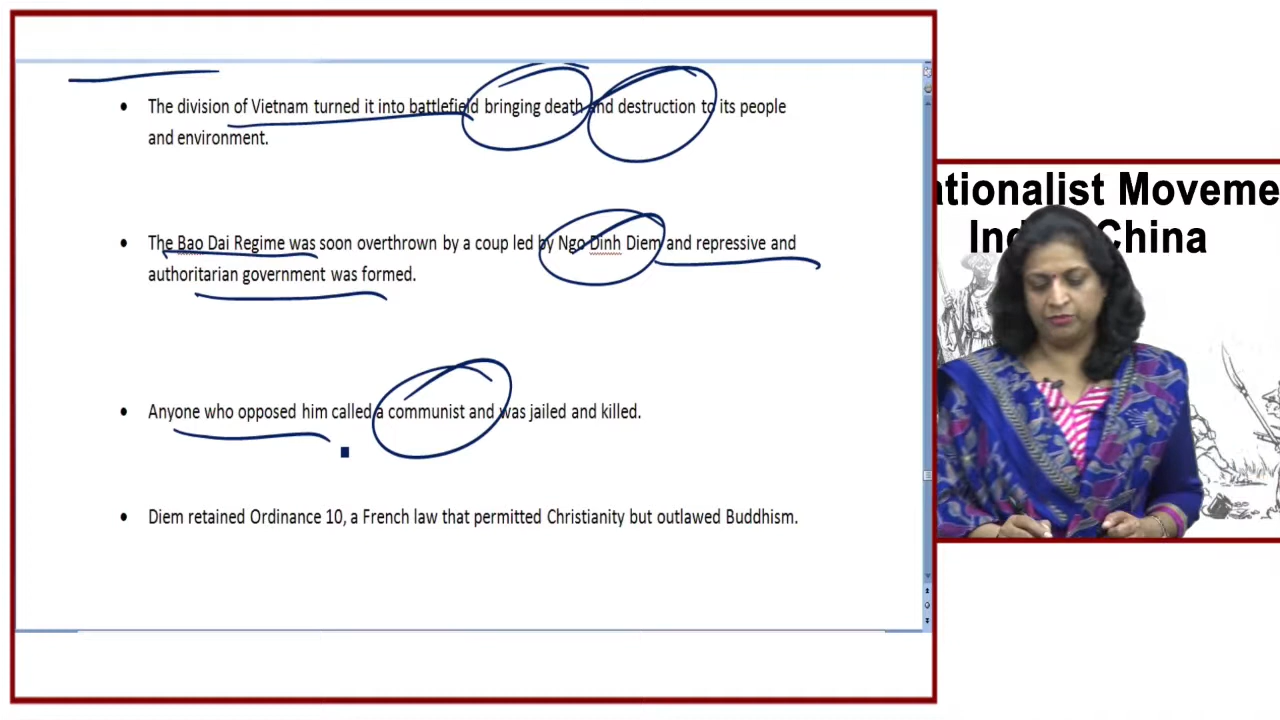 The division of Vietnam turned it into battlefield bringing death and destruction to its people
and environment.
The Bao Dai Regime was soon overthrown by a coup led by Ngo Dinh Diem and repressive and
authoritarian government was formed.
Anyone who opposed him called a communist and was jailed and killed.
Diem retained Ordinance 10, a French law that permitted Christianity but outlawed Buddhism.
ationalist Moveme
China